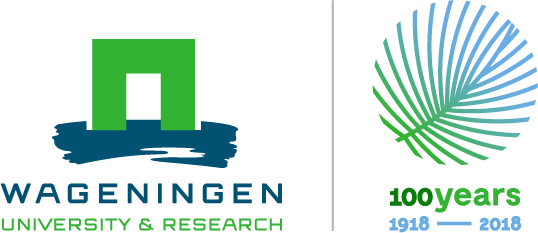 WAGENINGEN
UNIVERSITY & RESEARCH
100years
1918 — 2018